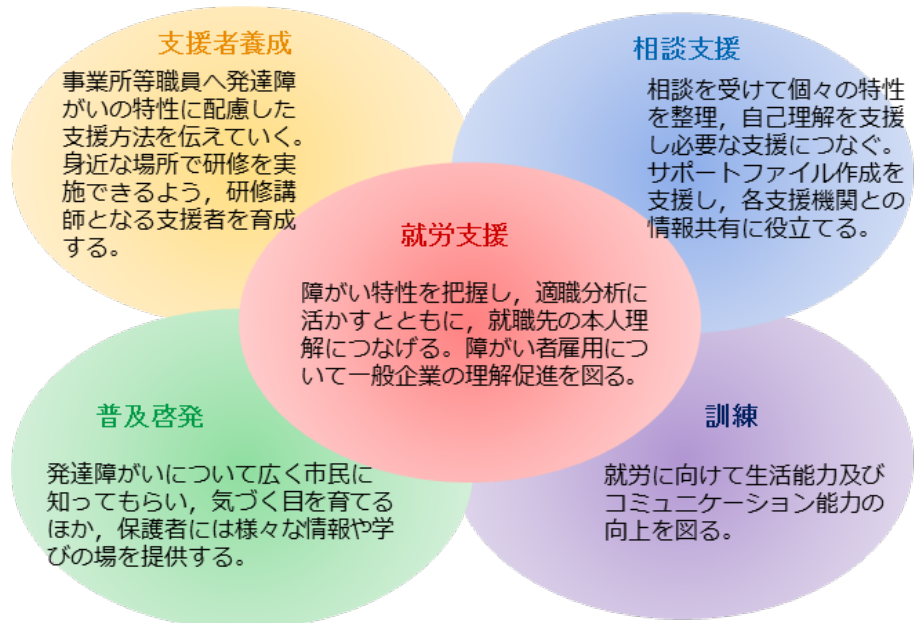 支援者養成
事業所等職員へ発達障
がいの特性に配慮した
支援方法を伝えていく。
身近な場所で研修を実
施できるよう，研修講
師となる支援者を育成
する。
相談支援
相談を受けて個々の特性
を整理，自己理解を支援
し必要な支援につなぐ。
サポートファイル作成を
支援し，各支援機関との
情報共有に役立てる。
就労支援
障がい特性を把握し，適職分析に
活かすとともに，就職先の本人理
解につなげる。障がい者雇用につ
いて一般企業の理解促進を図る。
普及啓発
発達障がいについて広く市民に
知ってもらい，気づく目を育てる
ほか，保護者には様々な情報や学
びの場を提供する。
訓練
就労に向けて生活能力及び
コミュニケーション能力の
向上を図る。